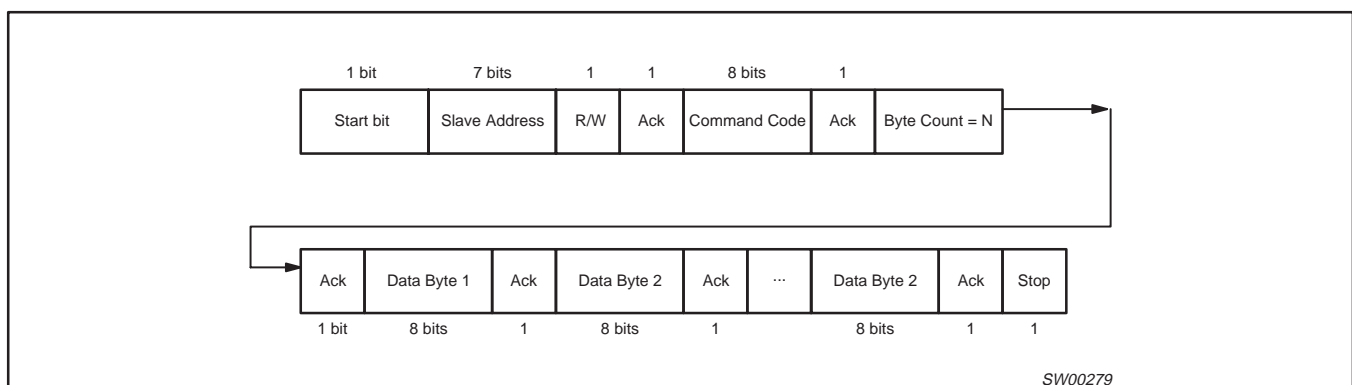 1 bit 7 bits 1 1 8 bits 1
Start bit Slave Address R/W Ack Command Code Ack Byte Count = N
Ack Data Byte 1 Ack Data Byte 2 Ack ... Data Byte 2 Ack Stop
1 bit 8 bits 1 8 bits 1 8 bits 1 1
SW00279